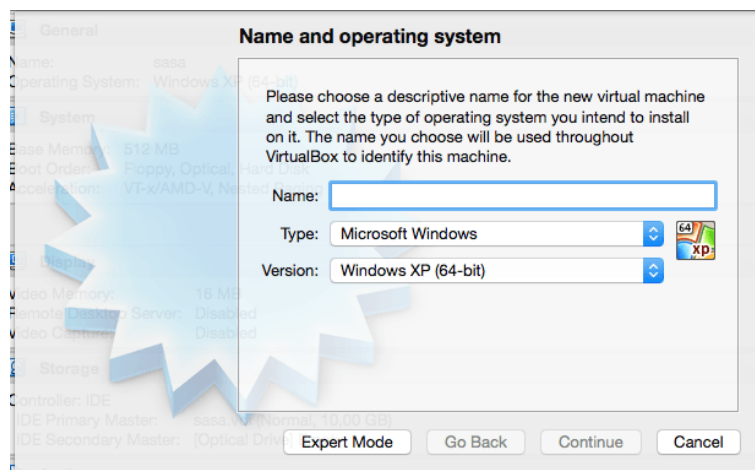 General
Name: sasa
Operating System: Windows XP (64-bit)
System
Base Memory: 512 MB
Boot Order: Floppy, Optical, Hard Disk
Acceleration: VT-x/AMD-V, Nested Paging
Display
Video Memory: 16 MB
Remote Desktop Server: Disabled
Video Capture: Disabled
Storage
Controller: IDE
IDE Primary Master: (Normal, 10,00 GB)
IDE Secondary Master: [Optical Drive]
Name and operating system
Please choose a descriptive name for the new virtual machine
and select the type of operating system you intend to install
on it. The name you choose will be used throughout
VirtualBox to identify this machine.
Name:
Type: Microsoft Windows
64
xp
Version: Windows XP (64-bit)
Expert Mode Go Back Continue Cancel